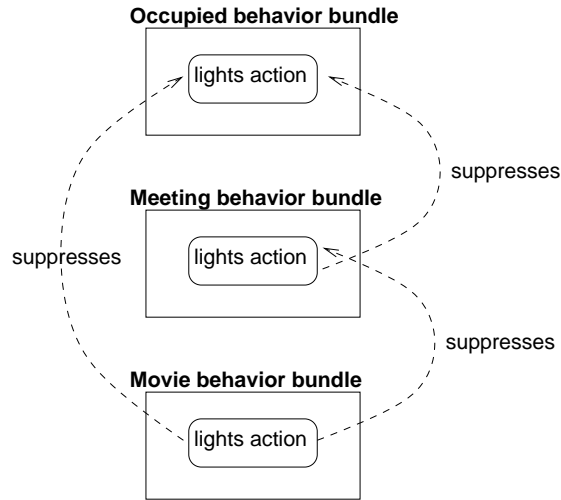 Occupied behavior bundle
lights action
suppresses
Meeting behavior bundle
lights action
suppresses
suppresses
Movie behavior bundle
lights action